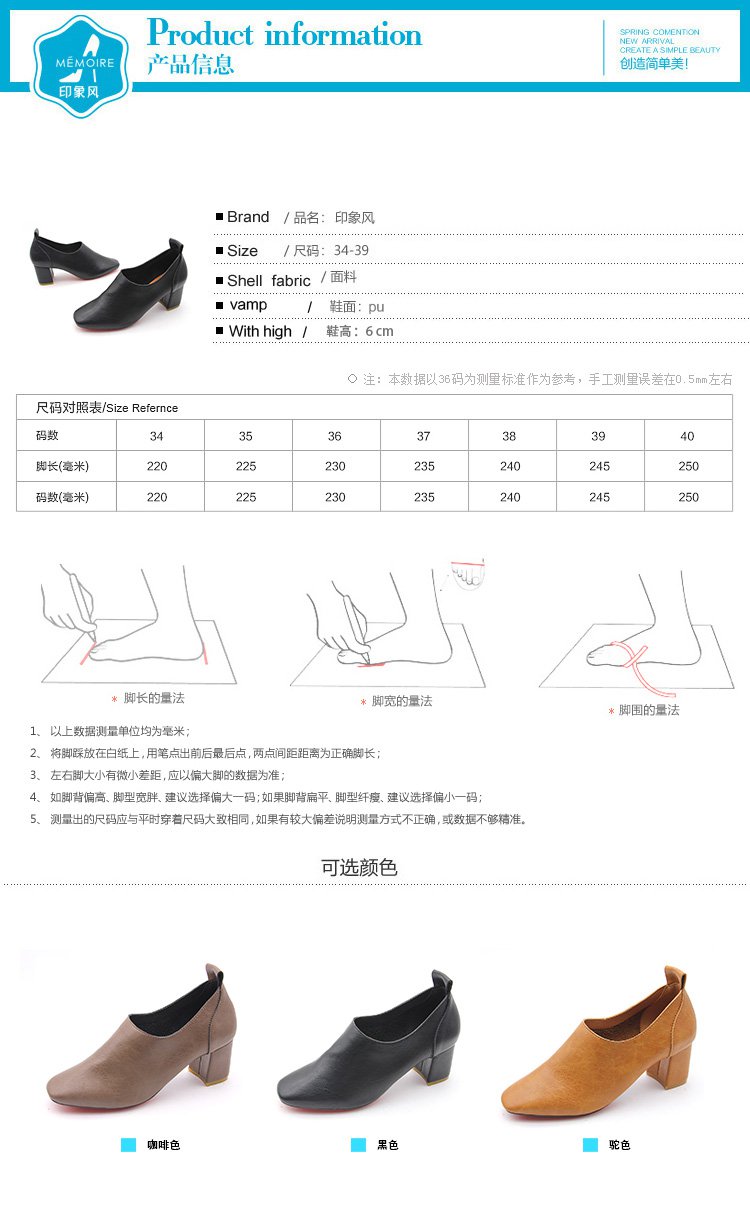 MÉMOIRE
印象风
Product information
产品信息
SPRING COMENTION
NEW ARRIVAL
CREATE A SIMPLE BEAUTY
创造简单美!
■ Brand / 品名: 印象风
■ Size / 尺码: 34-39
■ Shell fabric / 面料
■ vamp / 鞋面: pu
■ With high / 鞋高: 6 cm
注: 本数据以36码为测量标准作为参考, 手工测量误差在0.5mm左右
尺码对照表/Size Refernce
码数 34 35 36 37 38 39 40
脚长(毫米) 220 225 230 235 240 245 250
码数(毫米) 220 225 230 235 240 245 250
* 脚长的量法
* 脚宽的量法
* 脚围的量法
1、 以上数据测量单位均为毫米;
2、 将脚踩放在白纸上,用笔点出前后最后点,两点间距距离为正确脚长;
3、 左右脚大小有微小差距,应以偏大脚的数据为准;
4、 如脚背偏高、脚型宽胖、建议选择偏大一码;如果脚背扁平、脚型纤瘦、建议选择偏小一码;
5、 测量出的尺码应与平时穿着尺码大致相同,如果有较大偏差说明测量方式不正确,或数据不够精准。
可选颜色
咖啡色
黑色
驼色